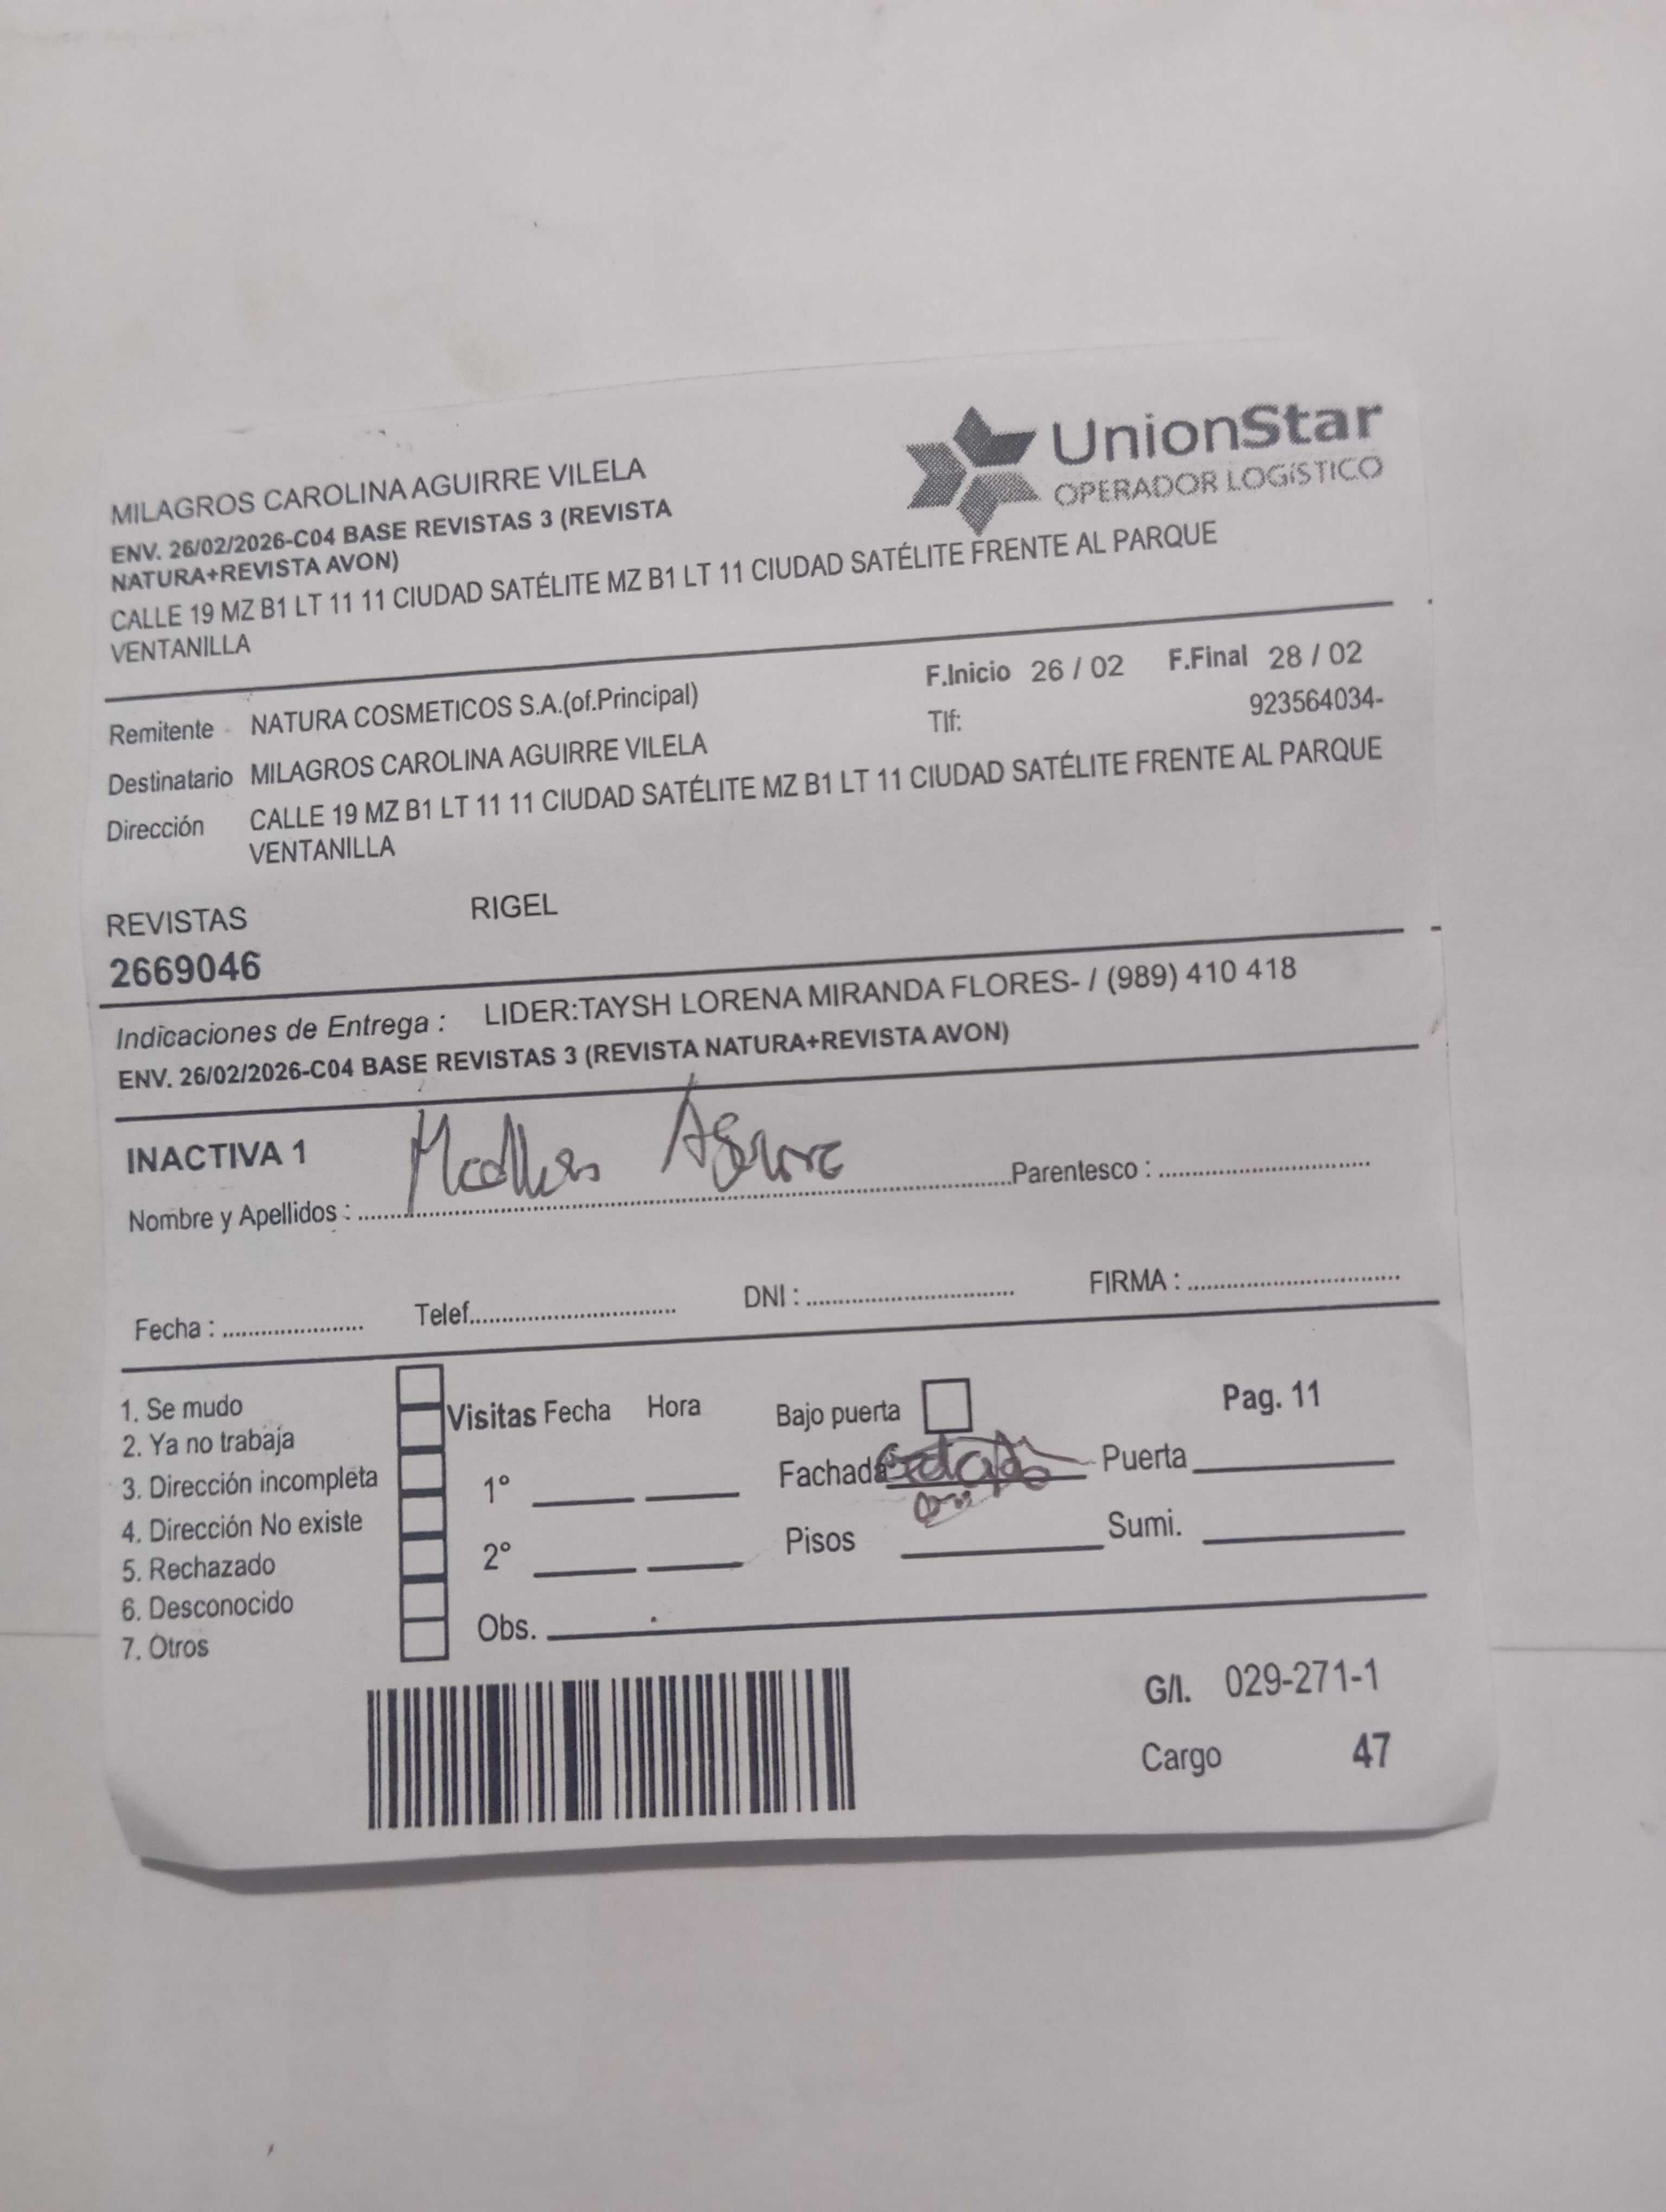 UnionStar
OPERADOR LOGÍSTICO
MILAGROS CAROLINA AGUIRRE VILELA
ENV. 26/02/2026-C04 BASE REVISTAS 3 (REVISTA
NATURA+REVISTA AVON)
CALLE 19 MZ B1 LT 11 11 CIUDAD SATÉLITE MZ B1 LT 11 CIUDAD SATÉLITE FRENTE AL PARQUE
VENTANILLA
F.Inicio 26 / 02 F.Final 28 / 02
Remitente NATURA COSMETICOS S.A.(of.Principal)
Tlf: 923564034-
Destinatario MILAGROS CAROLINA AGUIRRE VILELA
Dirección CALLE 19 MZ B1 LT 11 11 CIUDAD SATÉLITE MZ B1 LT 11 CIUDAD SATÉLITE FRENTE AL PARQUE
VENTANILLA
REVISTAS RIGEL
2669046
Indicaciones de Entrega : LIDER:TAYSH LORENA MIRANDA FLORES- / (989) 410 418
ENV. 26/02/2026-C04 BASE REVISTAS 3 (REVISTA NATURA+REVISTA AVON)
INACTIVA 1
Nombre y Apellidos : Aguirre Parentesco :
Fecha : Telef. DNI : FIRMA :
1. Se mudo
2. Ya no trabaja
3. Dirección incompleta
4. Dirección No existe
5. Rechazado
6. Desconocido
7. Otros
Visitas Fecha Hora
1°
2°
Obs.
Bajo puerta Pag. 11
Fachada Puerta
Pisos Sumi.
G/I. 029-271-1
Cargo 47